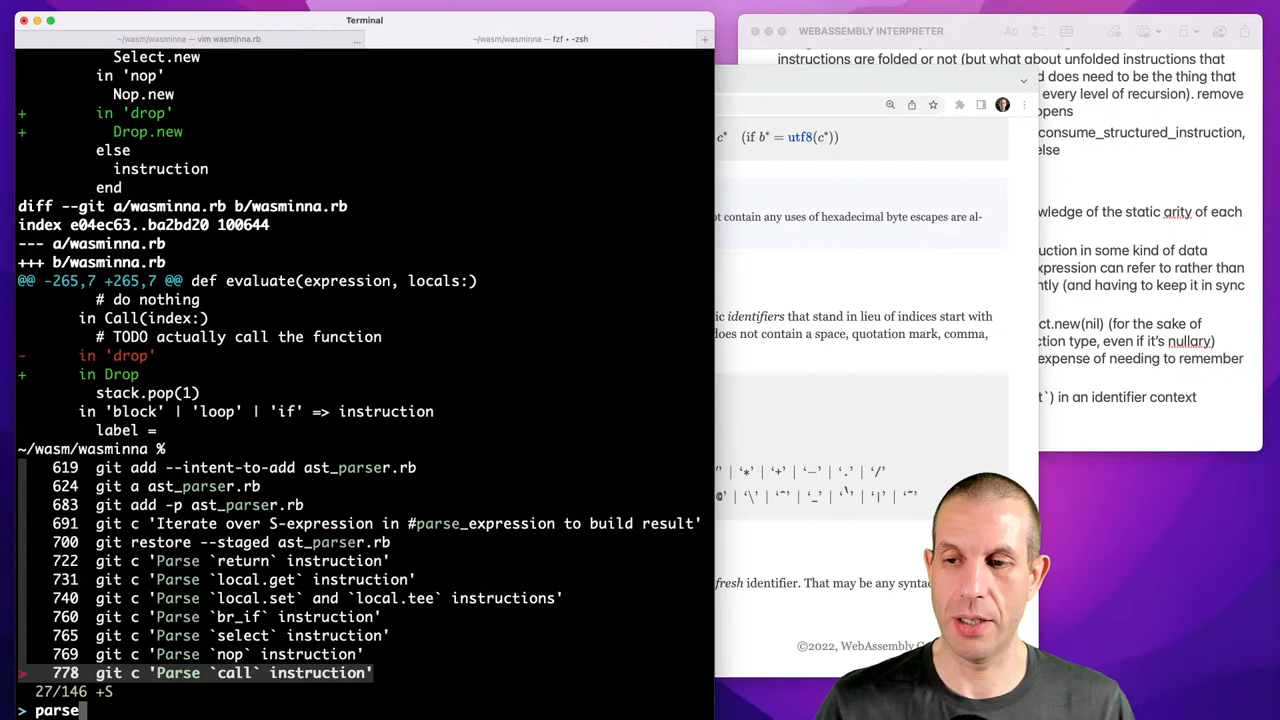 Terminal
~/wasm/wasminna — vim wasminna.rb
...
~/wasm/wasminna — fzf • -zsh
+
Select.new
in 'nop'
Nop.new
+ in 'drop'
+ Drop.new
else
instruction
end
diff --git a/wasminna.rb b/wasminna.rb
index e04ec63..ba2bd20 100644
--- a/wasminna.rb
+++ b/wasminna.rb
@@ -265,7 +265,7 @@ def evaluate(expression, locals:)
# do nothing
in Call(index:)
# TODO actually call the function
- in 'drop'
+ in Drop
stack.pop(1)
in 'block' | 'loop' | 'if' => instruction
label =
~/wasm/wasminna %
619 git add --intent-to-add ast_parser.rb
624 git a ast_parser.rb
683 git add -p ast_parser.rb
691 git c 'Iterate over S-expression in #parse_expression to build result'
700 git restore --staged ast_parser.rb
722 git c 'Parse `return` instruction'
731 git c 'Parse `local.get` instruction'
740 git c 'Parse `local.set` and `local.tee` instructions'
760 git c 'Parse `br_if` instruction'
765 git c 'Parse `select` instruction'
769 git c 'Parse `nop` instruction'
> 778 git c 'Parse `call` instruction'
27/146 +S
> parse
WEBASSEMBLY INTERPRETER
Aa
instructions are folded or not (but what about unfolded instructions that
d does need to be the thing that
every level of recursion). remove
opens
consume_structured_instruction,
else
wledge of the static arity of each
uction in some kind of data
expression can refer to rather than
ntly (and having to keep it in sync
ct.new(nil) (for the sake of
ction type, even if it's nullary)
expense of needing to remember
t`) in an identifier context
c* (if b* = utf8(c*))
ot contain any uses of hexadecimal byte escapes are al-
ic identifiers that stand in lieu of indices start with
does not contain a space, quotation mark, comma,
'*' | '+' | '−' | '.' | '/'
| '\' | '^' | '_' | '`' | '|' | '~'
fresh identifier. That may be any synta
©2022, WebAssembly